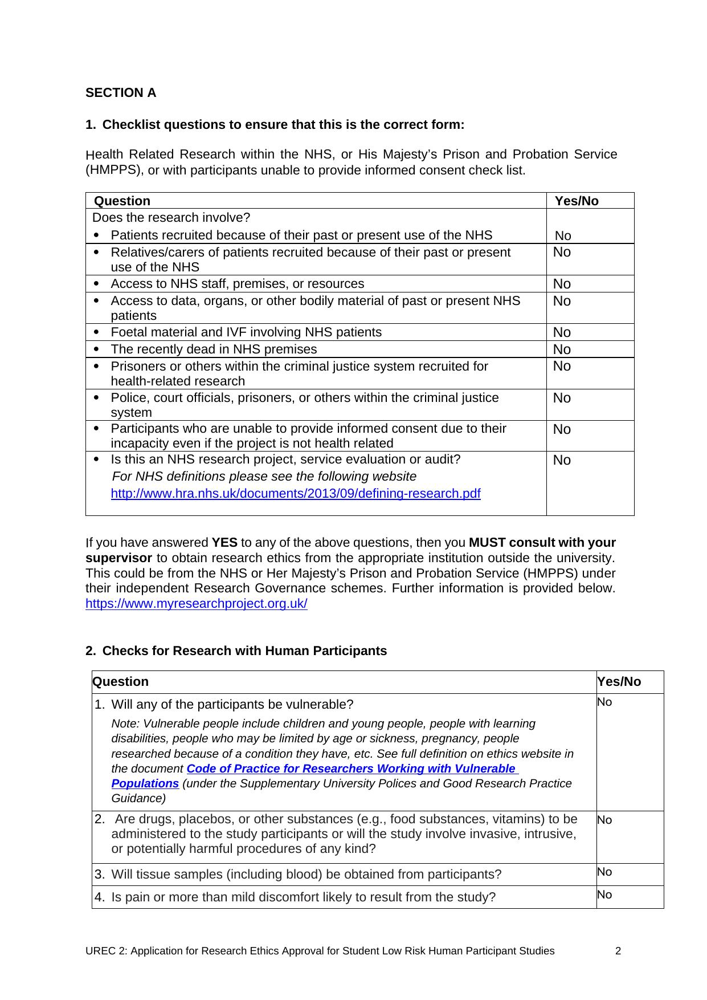 SECTION A
1. Checklist questions to ensure that this is the correct form:
Health Related Research within the NHS, or His Majesty’s Prison and Probation Service
(HMPPS), or with participants unable to provide informed consent check list.
Question Yes/No
Does the research involve?
• Patients recruited because of their past or present use of the NHS No
• Relatives/carers of patients recruited because of their past or present No
use of the NHS
• Access to NHS staff, premises, or resources No
• Access to data, organs, or other bodily material of past or present NHS No
patients
• Foetal material and IVF involving NHS patients No
• The recently dead in NHS premises No
• Prisoners or others within the criminal justice system recruited for No
health-related research
• Police, court officials, prisoners, or others within the criminal justice No
system
• Participants who are unable to provide informed consent due to their No
incapacity even if the project is not health related
• Is this an NHS research project, service evaluation or audit? No
For NHS definitions please see the following website
http://www.hra.nhs.uk/documents/2013/09/defining-research.pdf
If you have answered YES to any of the above questions, then you MUST consult with your
supervisor to obtain research ethics from the appropriate institution outside the university.
This could be from the NHS or Her Majesty’s Prison and Probation Service (HMPPS) under
their independent Research Governance schemes. Further information is provided below.
https://www.myresearchproject.org.uk/
2. Checks for Research with Human Participants
Question Yes/No
1. Will any of the participants be vulnerable? No
Note: Vulnerable people include children and young people, people with learning
disabilities, people who may be limited by age or sickness, pregnancy, people
researched because of a condition they have, etc. See full definition on ethics website in
the document Code of Practice for Researchers Working with Vulnerable
Populations (under the Supplementary University Polices and Good Research Practice
Guidance)
2. Are drugs, placebos, or other substances (e.g., food substances, vitamins) to be No
administered to the study participants or will the study involve invasive, intrusive,
or potentially harmful procedures of any kind?
3. Will tissue samples (including blood) be obtained from participants? No
4. Is pain or more than mild discomfort likely to result from the study? No
UREC 2: Application for Research Ethics Approval for Student Low Risk Human Participant Studies 2